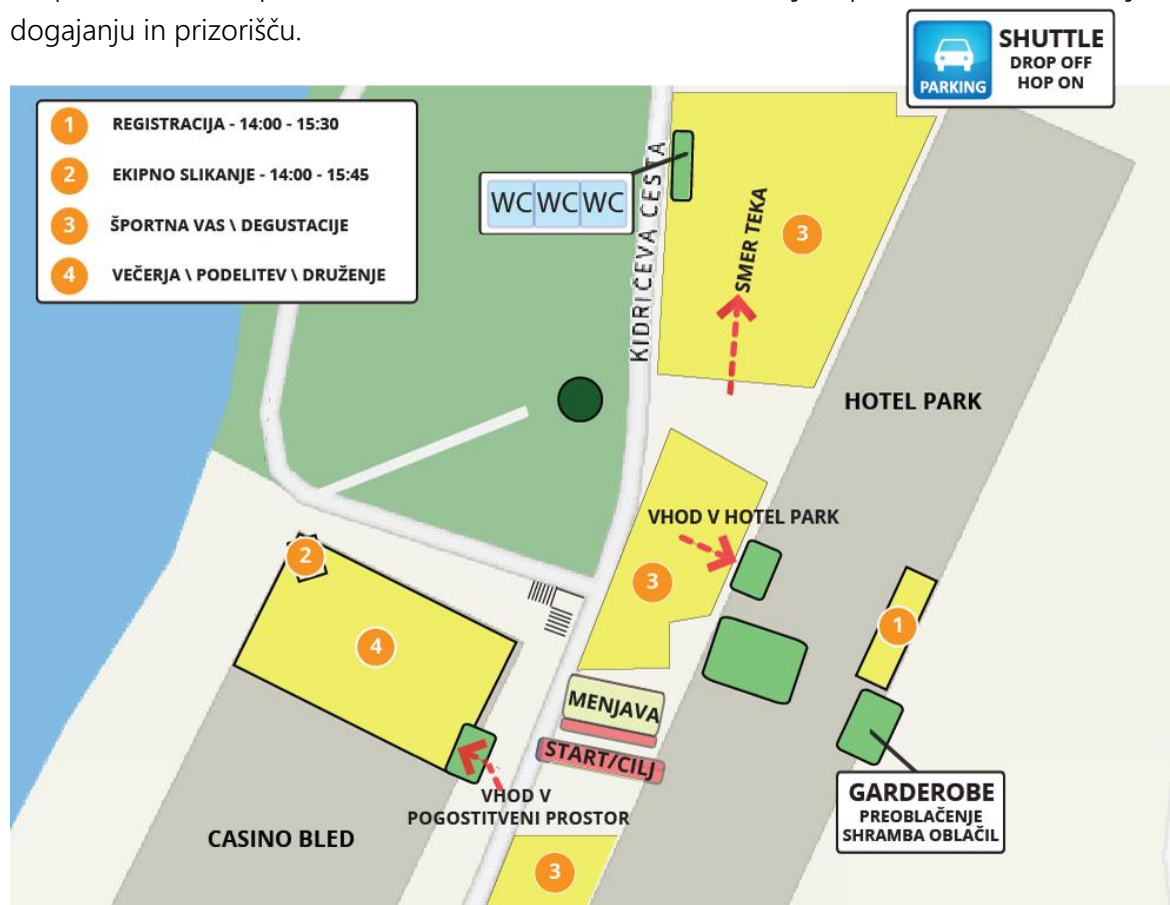 dogajanju in prizorišču.
SHUTTLE
DROP OFF
HOP ON
PARKING
1 REGISTRACIJA - 14:00 - 15:30
2 EKIPNO SLIKANJE - 14:00 - 15:45
3 ŠPORTNA VAS \ DEGUSTACIJE
4 VEČERJA \ PODELITEV \ DRUŽENJE
WC WC WC
KIDRIČEVA CESTA
SMER TEKA
3
HOTEL PARK
VHOD V HOTEL PARK
2
3
1
4
MENJAVA
START/CILJ
VHOD V
POGOSTITVENI PROSTOR
GARDEROBE
PREOBLAČENJE
SHRAMBA OBLAČIL
CASINO BLED
3